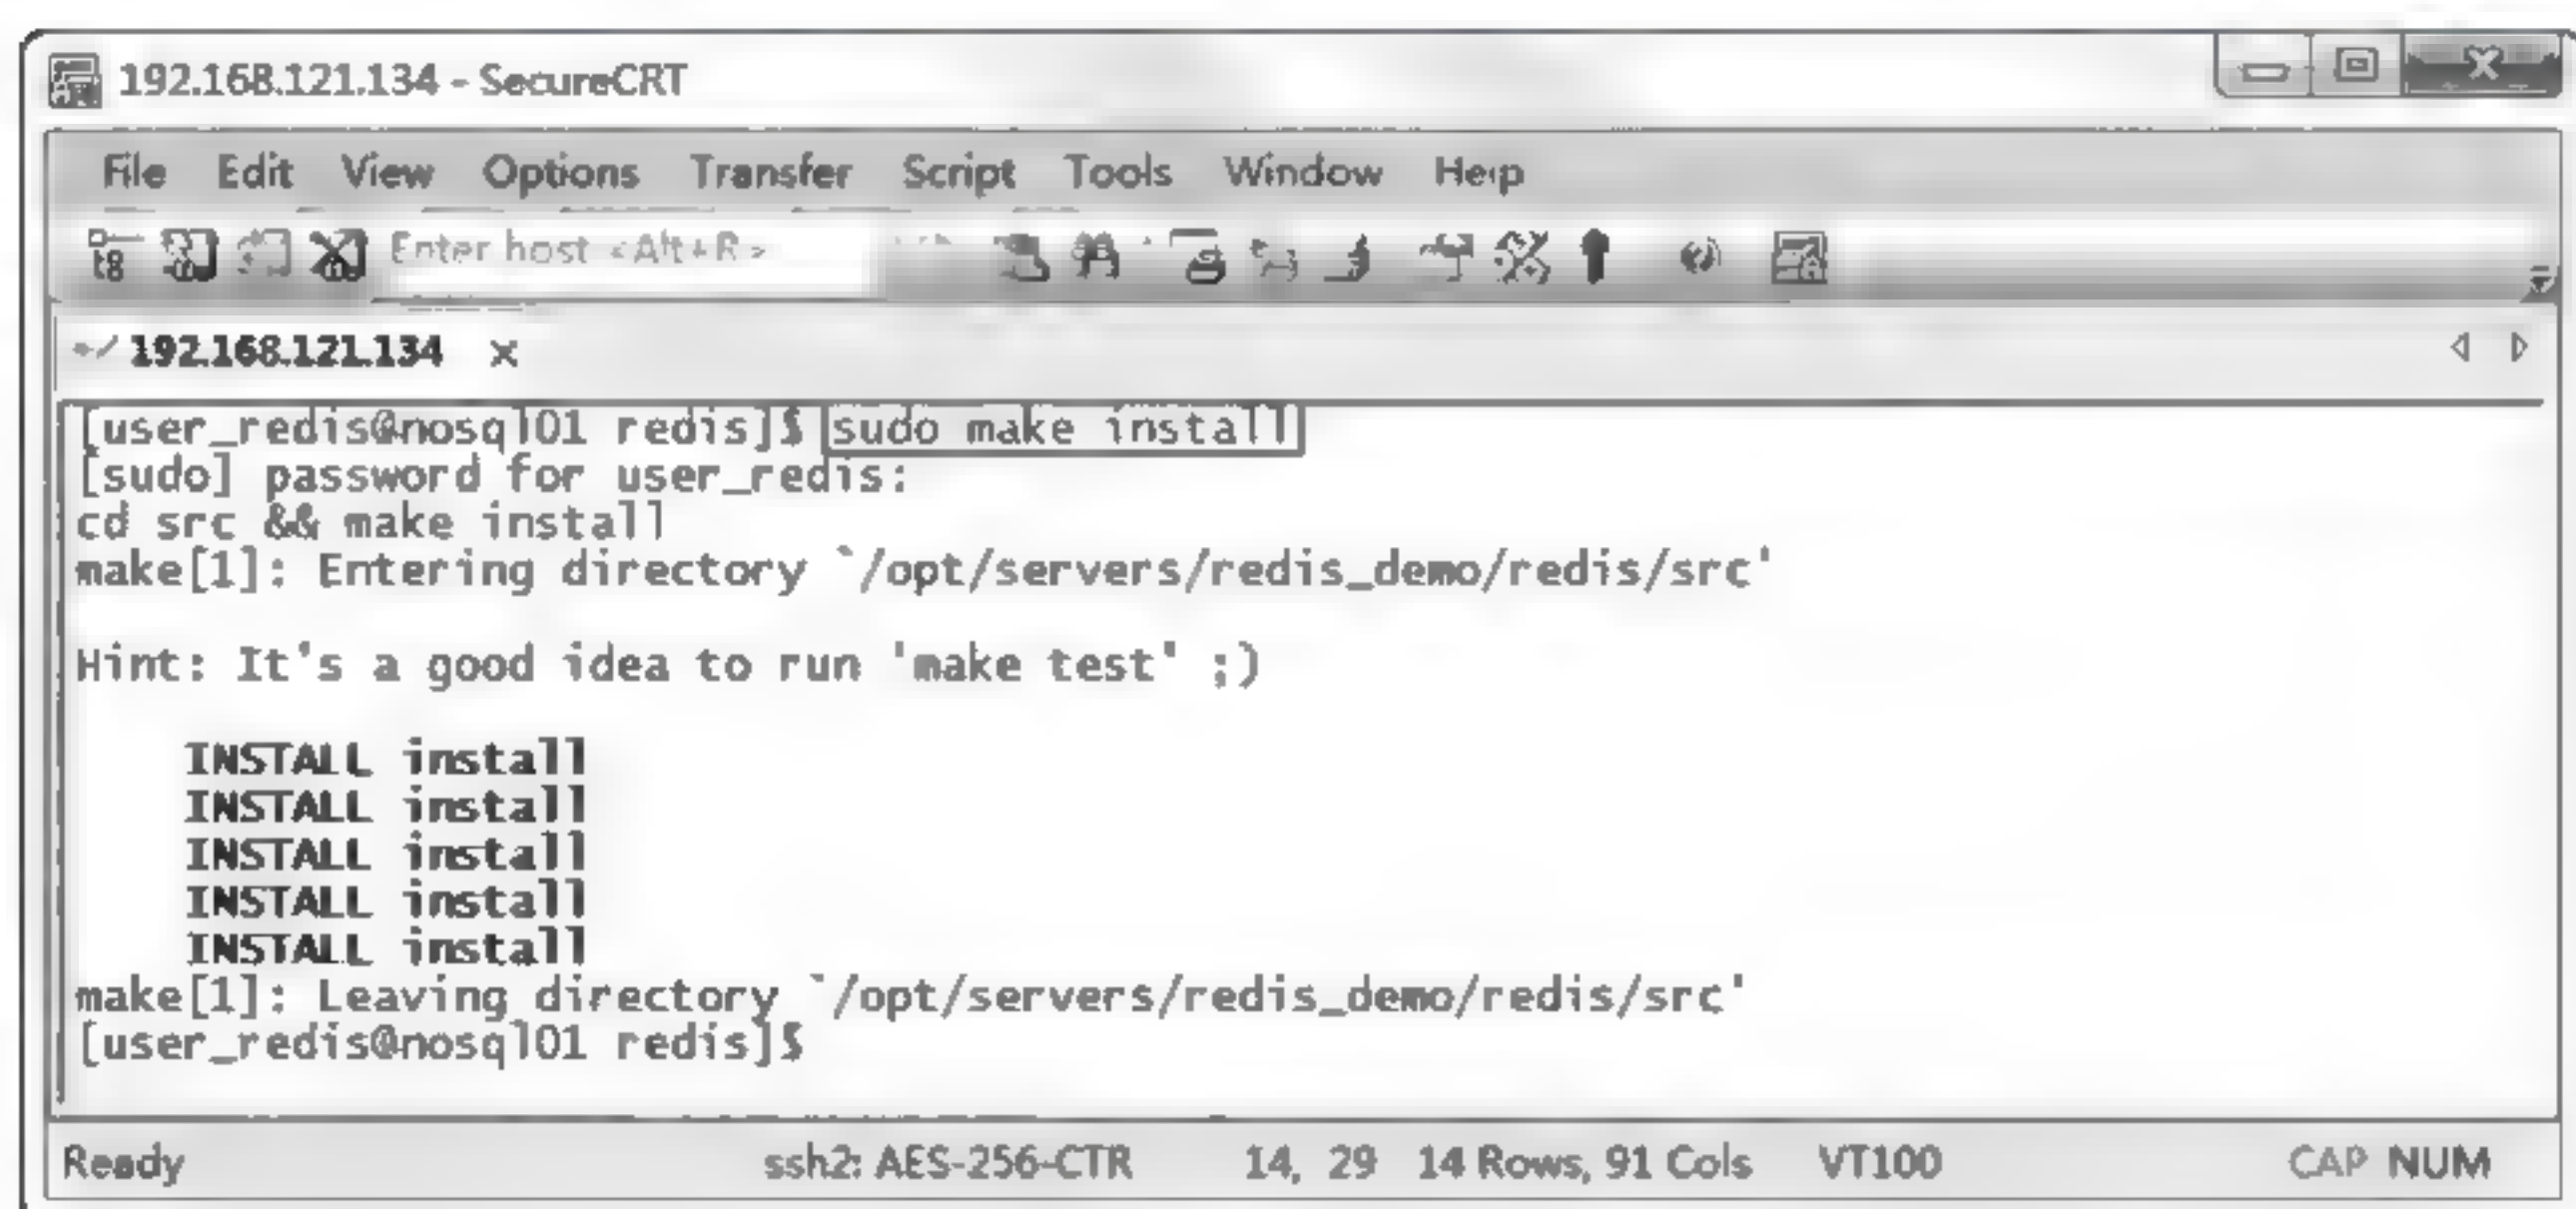 192.168.121.134 - SecureCRT
File Edit View Options Transfer Script Tools Window Help
Enter host <Alt+R>
192.168.121.134
[user_redis@nosql01 redis]$ sudo make install
[sudo] password for user_redis:
cd src && make install
make[1]: Entering directory `/opt/servers/redis_demo/redis/src'
Hint: It's a good idea to run 'make test' ;)
INSTALL install
INSTALL install
INSTALL install
INSTALL install
INSTALL install
make[1]: Leaving directory `/opt/servers/redis_demo/redis/src'
[user_redis@nosql01 redis]$
Ready ssh2: AES-256-CTR 14, 29 14 Rows, 91 Cols VT100 CAP NUM